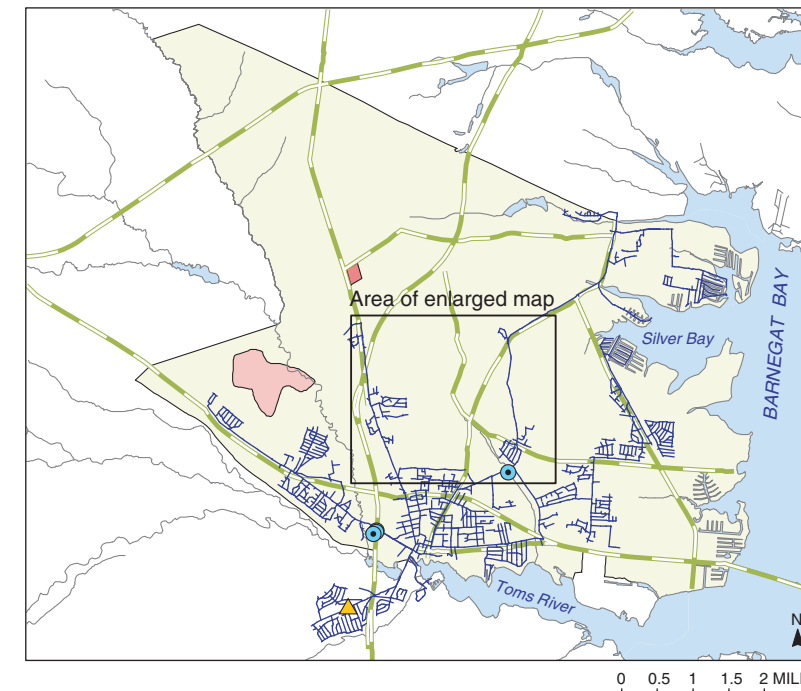 Area of enlarged map
Silver Bay
BARNEGAT BAY
Toms River
N
0 0.5 1 1.5 2 MIL